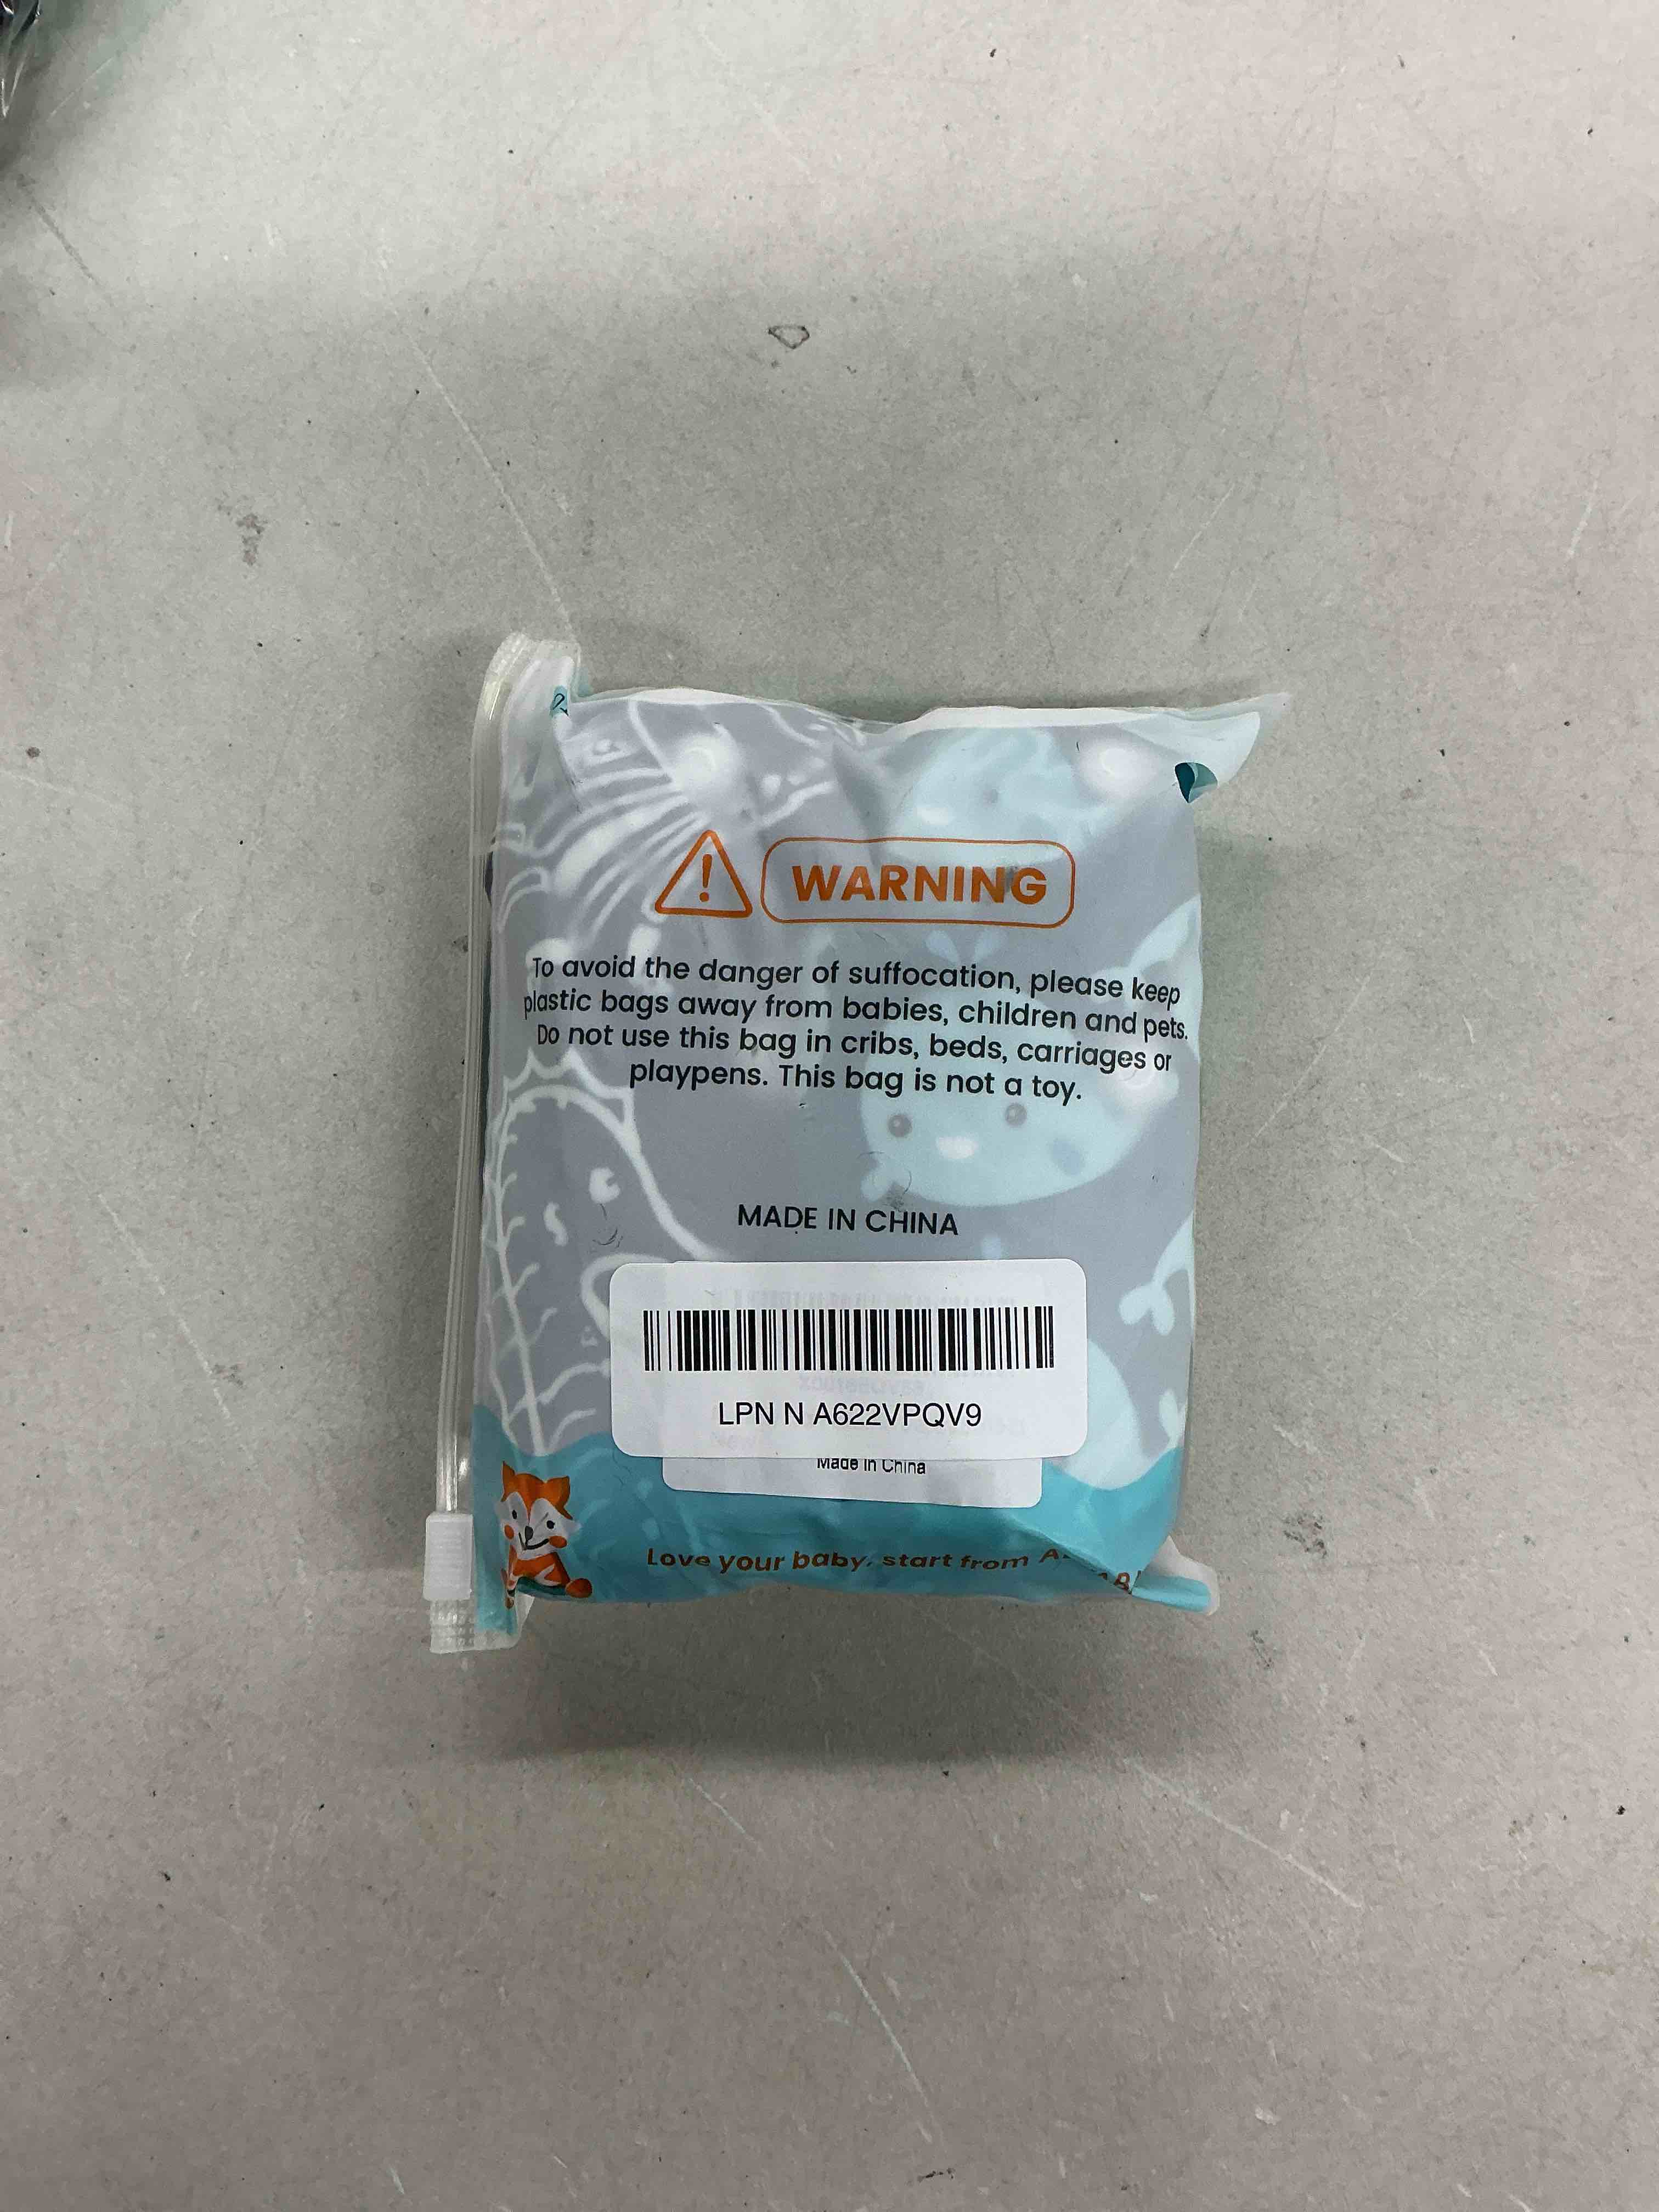 WARNING
To avoid the danger of suffocation, please keep
plastic bags away from babies, children and pets.
Do not use this bag in cribs, beds, carriages or
playpens. This bag is not a toy.
MADE IN CHINA
LPN N A622VPQV9
Made in China
Love your baby, start from